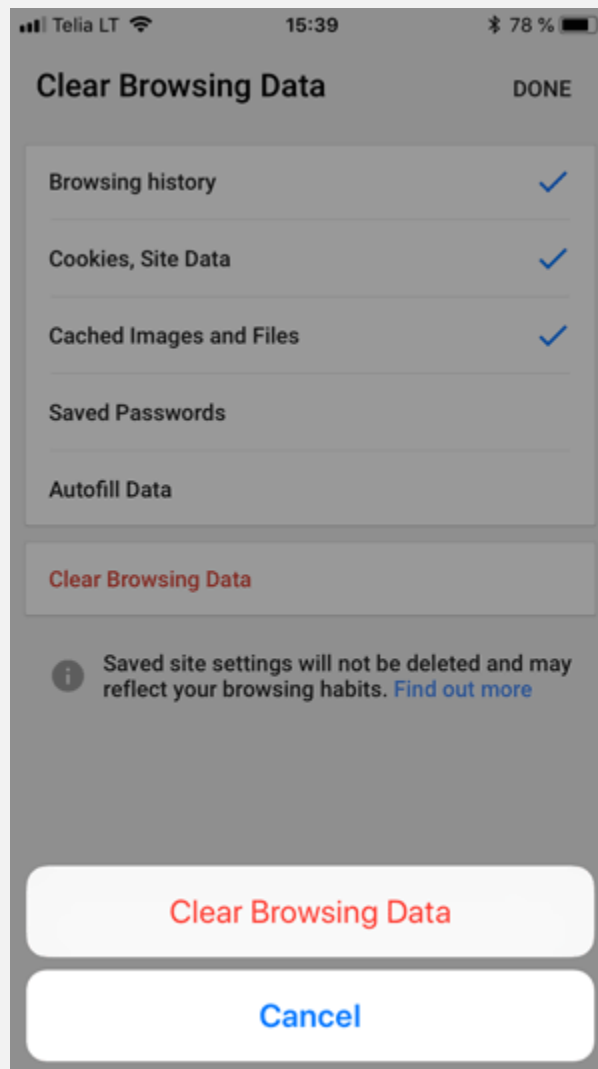 Telia LT 15:39 78 %
Clear Browsing Data DONE
Browsing history
Cookies, Site Data
Cached Images and Files
Saved Passwords
Autofill Data
Clear Browsing Data
Saved site settings will not be deleted and may
reflect your browsing habits. Find out more
Clear Browsing Data
Cancel